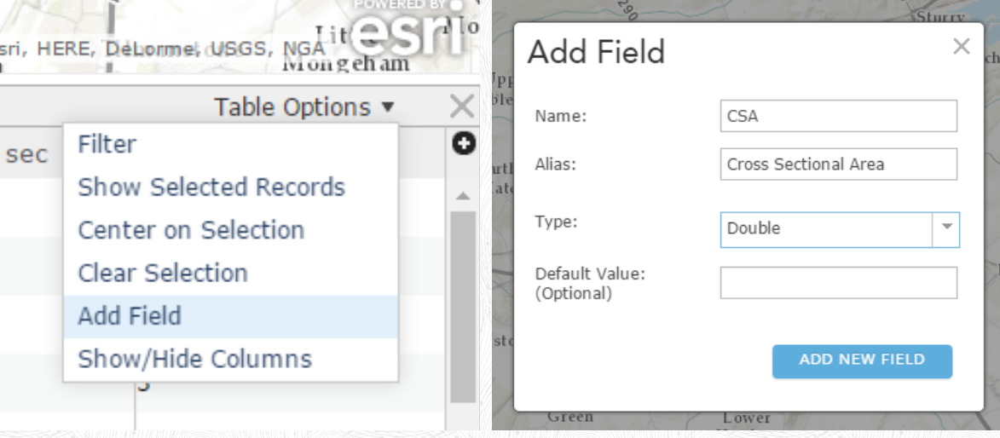 POWERED BY
esri
sri, HERE, DeLorme, USGS, NGA
Mongeham
Table Options ▼
sec
Filter
Show Selected Records
Center on Selection
Clear Selection
Add Field
Show/Hide Columns
290
Sturry
Add Field
Name:
CSA
Alias:
Cross Sectional Area
Type:
Double
Default Value:
(Optional)
ADD NEW FIELD
Green
Lower